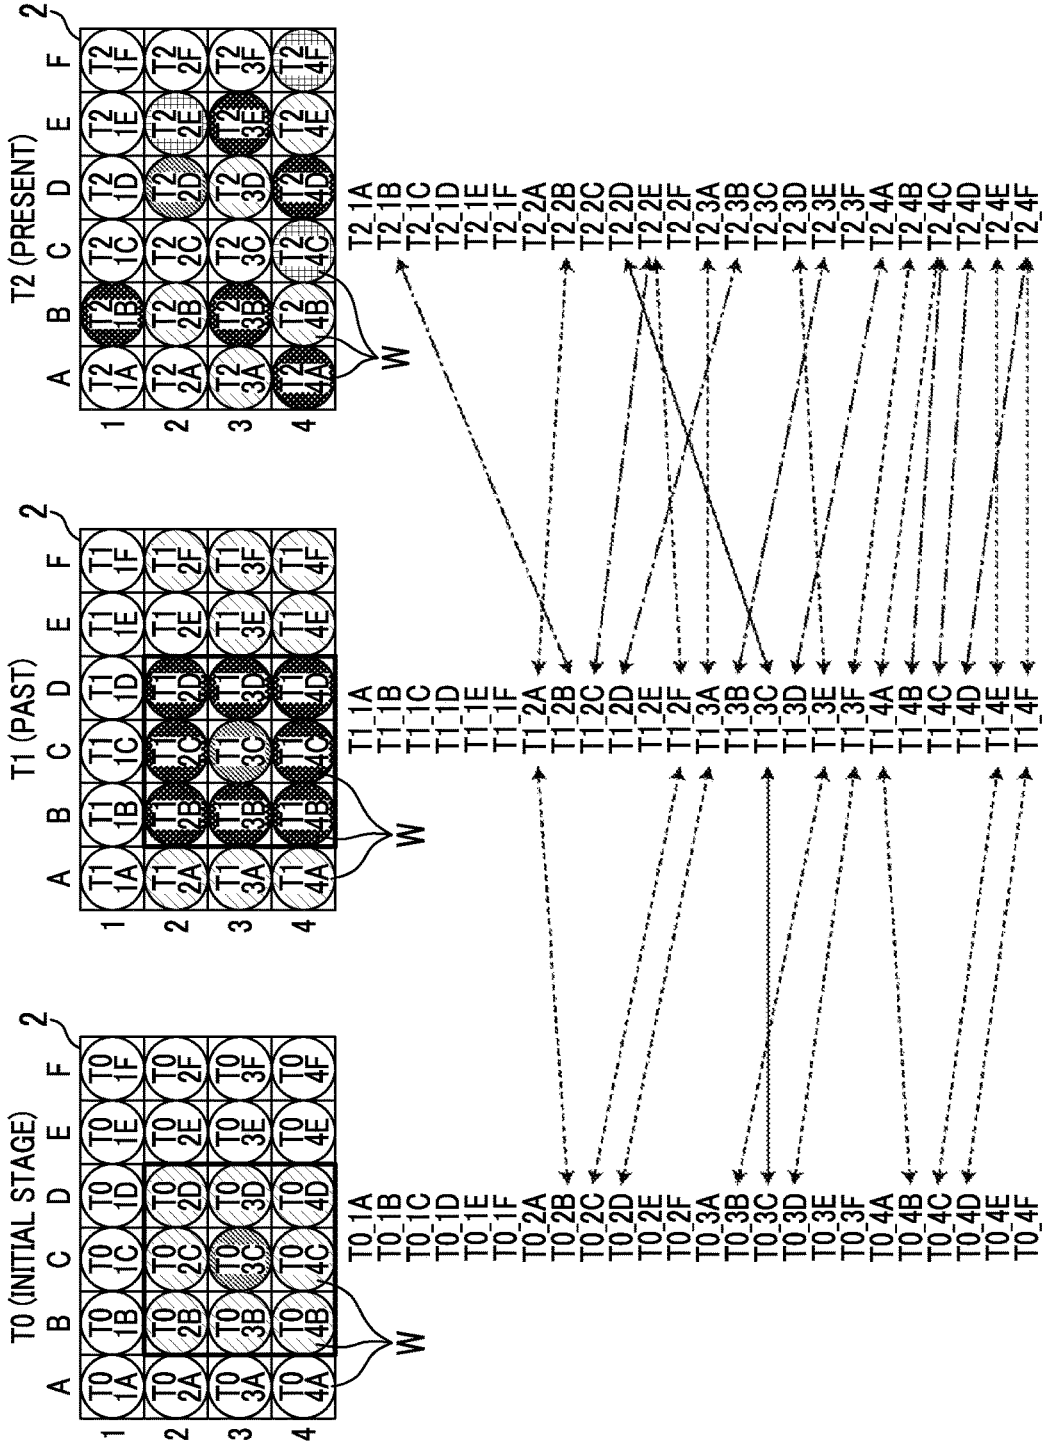 T0 (INITIAL STAGE)
2
A B C D E F
1 T0 1A T0 1B T0 1C T0 1D T0 1E T0 1F
2 T0 2A T0 2B T0 2C T0 2D T0 2E T0 2F
3 T0 3A T0 3B T0 3C T0 3D T0 3E T0 3F
4 T0 4A T0 4B T0 4C T0 4D T0 4E T0 4F
W
T1 (PAST)
2
A B C D E F
1 T1 1A T1 1B T1 1C T1 1D T1 1E T1 1F
2 T1 2A T1 2B T1 2C T1 2D T1 2E T1 2F
3 T1 3A T1 3B T1 3C T1 3D T1 3E T1 3F
4 T1 4A T1 4B T1 4C T1 4D T1 4E T1 4F
W
T2 (PRESENT)
2
A B C D E F
1 T2 1A T2 1B T2 1C T2 1D T2 1E T2 1F
2 T2 2A T2 2B T2 2C T2 2D T2 2E T2 2F
3 T2 3A T2 3B T2 3C T2 3D T2 3E T2 3F
4 T2 4A T2 4B T2 4C T2 4D T2 4E T2 4F
W
T0_1A T1_1A T2_1A
T0_1B T1_1B T2_1B
T0_1C T1_1C T2_1C
T0_1D T1_1D T2_1D
T0_1E T1_1E T2_1E
T0_1F T1_1F T2_1F
T0_2A T1_2A T2_2A
T0_2B T1_2B T2_2B
T0_2C T1_2C T2_2C
T0_2D T1_2D T2_2D
T0_2E T1_2E T2_2E
T0_2F T1_2F T2_2F
T0_3A T1_3A T2_3A
T0_3B T1_3B T2_3B
T0_3C T1_3C T2_3C
T0_3D T1_3D T2_3D
T0_3E T1_3E T2_3E
T0_3F T1_3F T2_3F
T0_4A T1_4A T2_4A
T0_4B T1_4B T2_4B
T0_4C T1_4C T2_4C
T0_4D T1_4D T2_4D
T0_4E T1_4E T2_4E
T0_4F T1_4F T2_4F